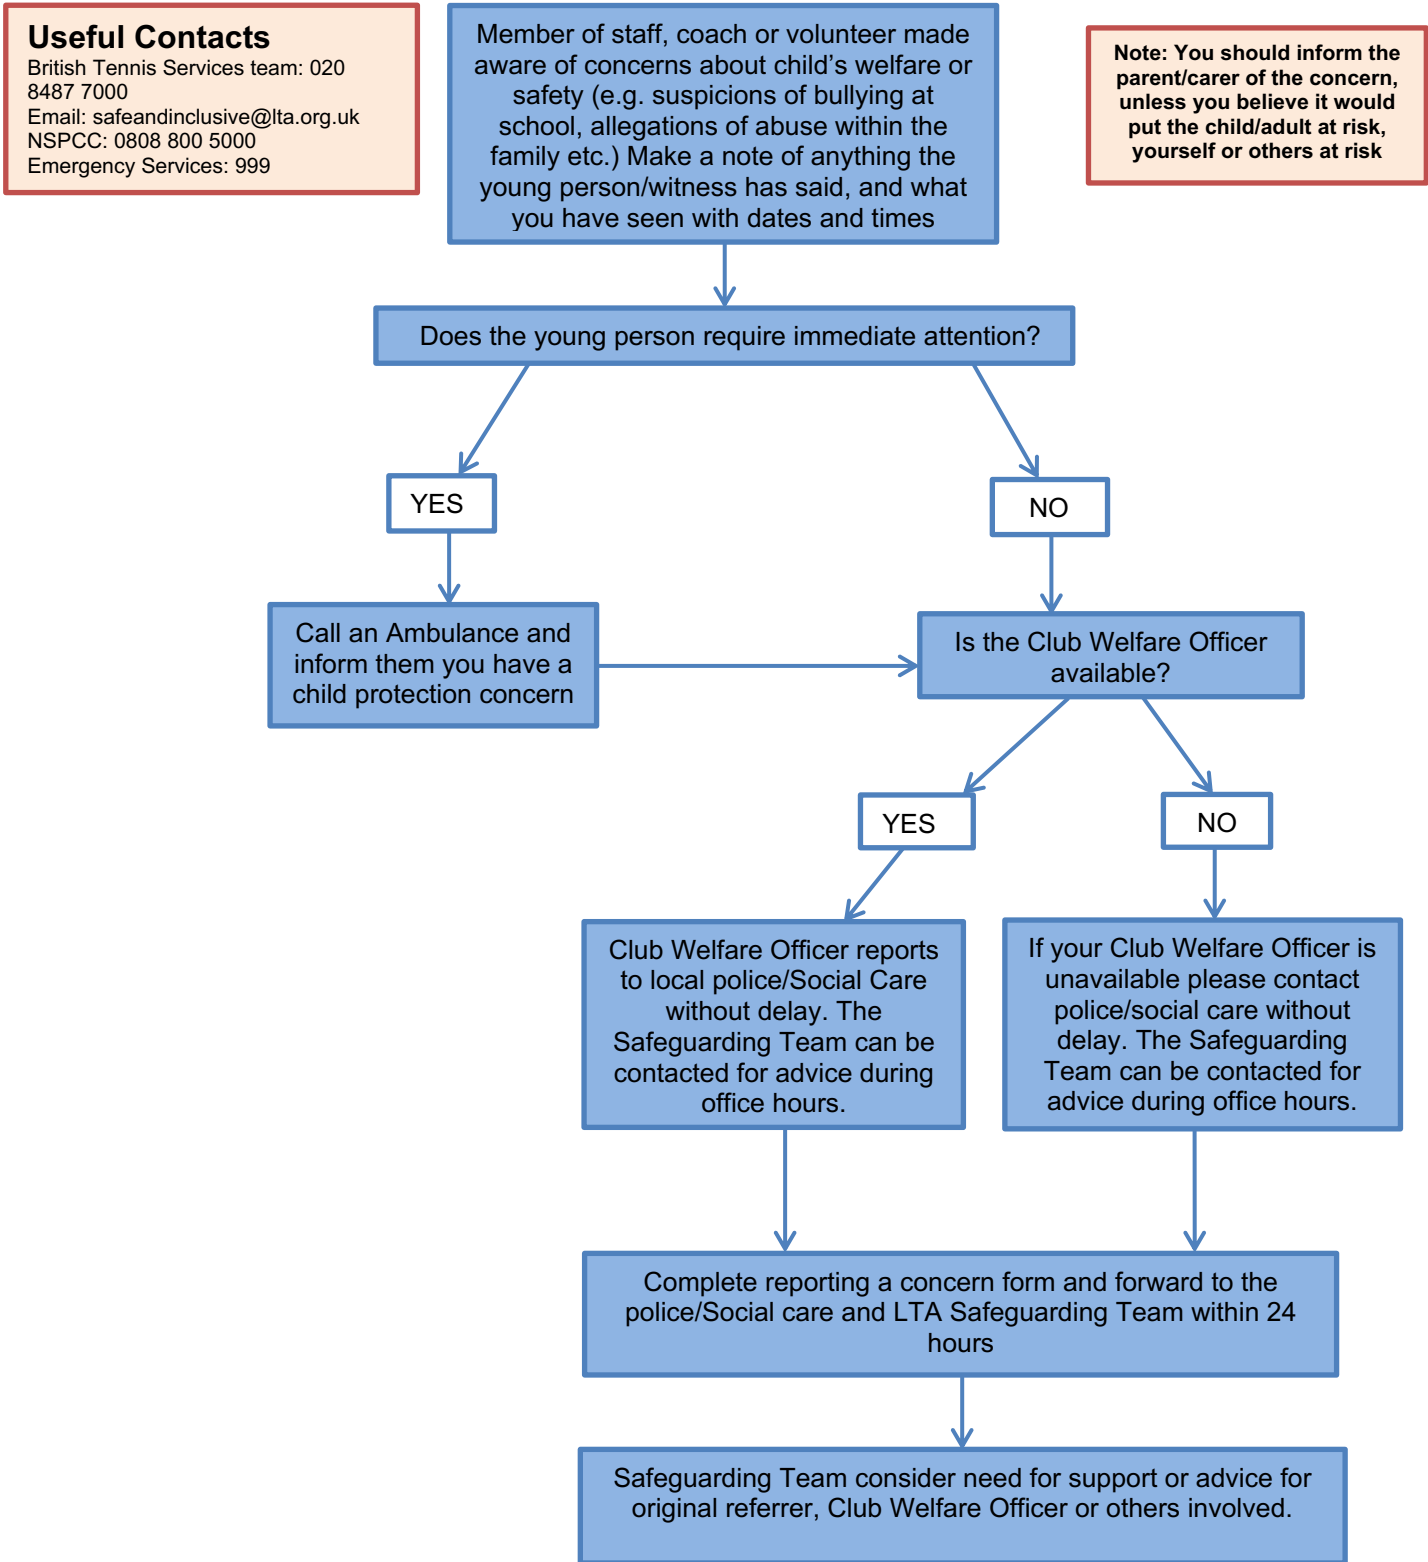 Useful Contacts
British Tennis Services team: 020
8487 7000
Email: safeandinclusive@lta.org.uk
NSPCC: 0808 800 5000
Emergency Services: 999
Member of staff, coach or volunteer made
aware of concerns about child’s welfare or
safety (e.g. suspicions of bullying at
school, allegations of abuse within the
family etc.) Make a note of anything the
young person/witness has said, and what
you have seen with dates and times
Note: You should inform the
parent/carer of the concern,
unless you believe it would
put the child/adult at risk,
yourself or others at risk
Does the young person require immediate attention?
YES
NO
Call an Ambulance and
inform them you have a
child protection concern
Is the Club Welfare Officer
available?
YES
NO
Club Welfare Officer reports
to local police/Social Care
without delay. The
Safeguarding Team can be
contacted for advice during
office hours.
If your Club Welfare Officer is
unavailable please contact
police/social care without
delay. The Safeguarding
Team can be contacted for
advice during office hours.
Complete reporting a concern form and forward to the
police/Social care and LTA Safeguarding Team within 24
hours
Safeguarding Team consider need for support or advice for
original referrer, Club Welfare Officer or others involved.